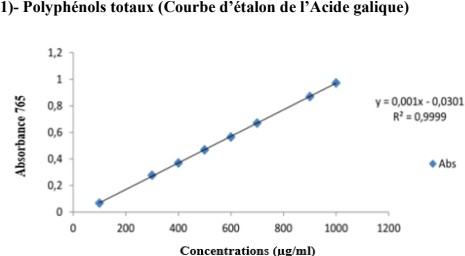 1)- Polyphénols totaux (Courbe d'étalon de l'Acide galique)
1,2
1
0,8
0,6
0,4
0,2
0
Absorbance 765
y = 0,001x - 0,0301
R² = 0,9999
Abs
0 200 400 600 800 1000 1200
Concentrations (µg/ml)